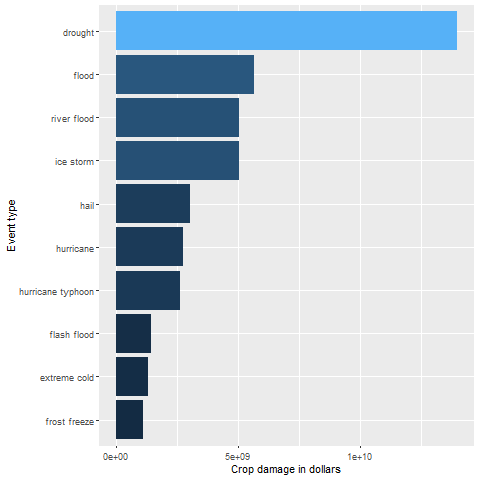 drought
flood
river flood
ice storm
hail
hurricane
hurricane typhoon
flash flood
extreme cold
frost freeze
Event type
0e+00 5e+09 1e+10
Crop damage in dollars